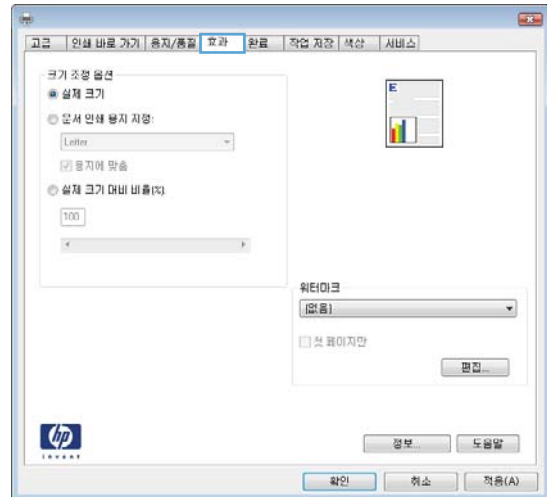 고급 인쇄 바로 가기 용지/품질 효과 완료 작업 저장 색상 서비스
크기 조정 옵션
실제 크기
문서 인쇄 용지 지정:
Letter
용지에 맞춤
실제 크기 대비 비율(%)
100
E
워터마크
[없음]
첫 페이지만
편집...
hp
invent
정보... 도움말
확인 취소 적용(A)